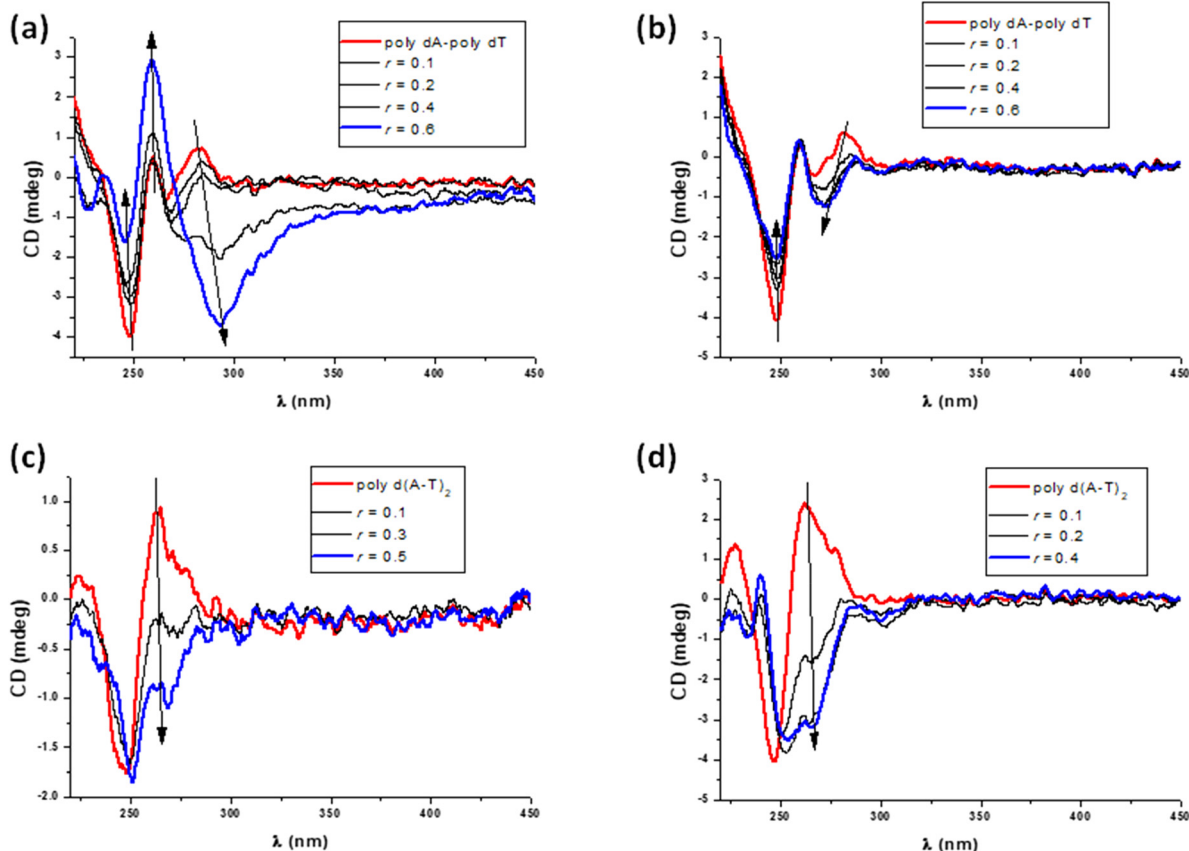 (a)
poly dA-poly dT
r = 0.1
r = 0.2
r = 0.4
r = 0.6
3
2
1
0
-1
-2
-3
-4
CD (mdeg)
250
300
350
400
450
λ (nm)
(b)
poly dA-poly dT
r = 0.1
r = 0.2
r = 0.4
r = 0.6
3
2
1
0
-1
-2
-3
-4
-5
CD (mdeg)
250
300
350
400
450
λ (nm)
(c)
poly d(A-T)2
r = 0.1
r = 0.3
r = 0.5
1.0
0.5
0.0
-0.5
-1.0
-1.5
-2.0
CD (mdeg)
250
300
350
400
450
λ (nm)
(d)
poly d(A-T)2
r = 0.1
r = 0.2
r = 0.4
3
2
1
0
-1
-2
-3
-4
-5
CD (mdeg)
250
300
350
400
450
λ (nm)